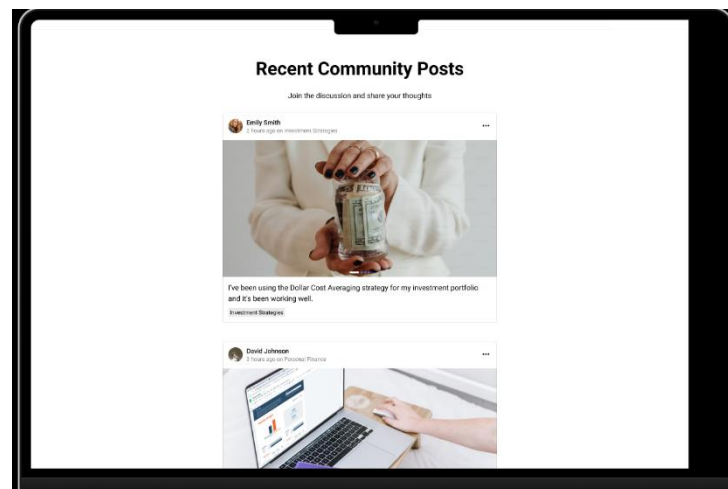 Recent Community Posts
Join the discussion and share your thoughts
Emily Smith
2 hours ago on Investment Strategies
I've been using the Dollar Cost Averaging strategy for my investment portfolio
and it's been working well.
Investment Strategies
David Johnson
3 hours ago on Personal Finance